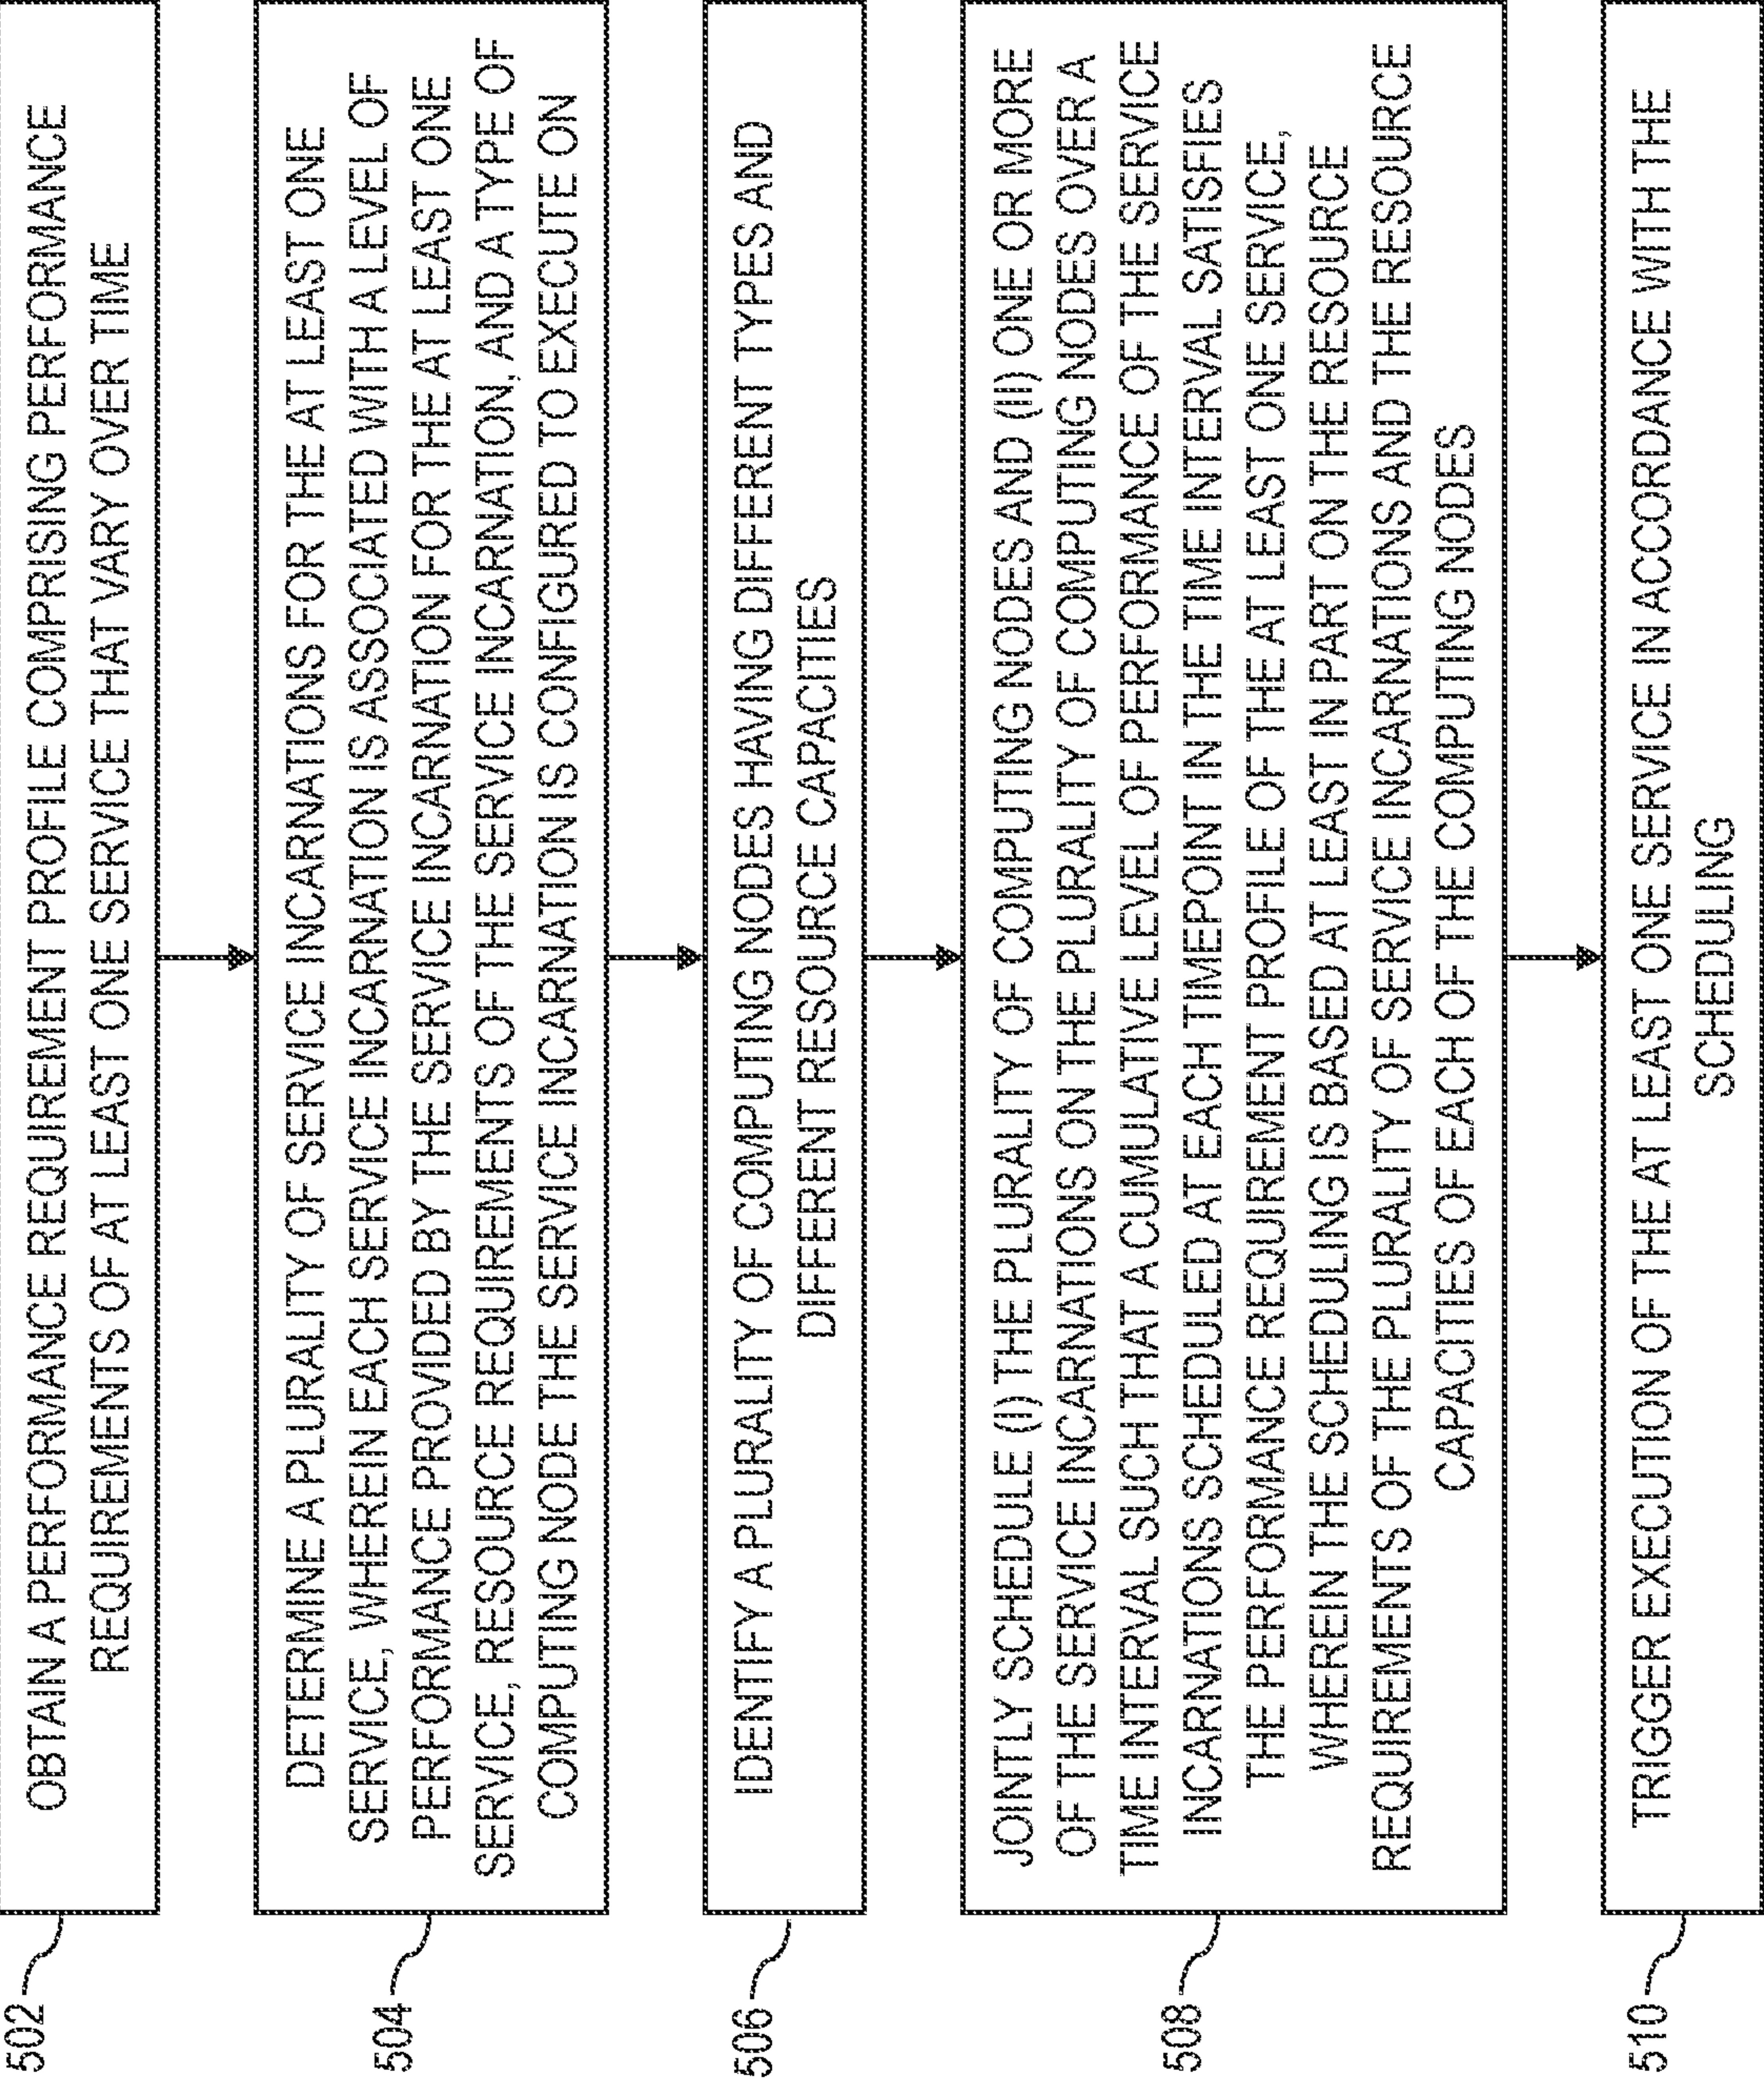 502
OBTAIN A PERFORMANCE REQUIREMENT PROFILE COMPRISING PERFORMANCE
REQUIREMENTS OF AT LEAST ONE SERVICE THAT VARY OVER TIME
504
DETERMINE A PLURALITY OF SERVICE INCARNATIONS FOR THE AT LEAST ONE
SERVICE, WHEREIN EACH SERVICE INCARNATION IS ASSOCIATED WITH A LEVEL OF
PERFORMANCE PROVIDED BY THE SERVICE INCARNATION FOR THE AT LEAST ONE
SERVICE, RESOURCE REQUIREMENTS OF THE SERVICE INCARNATION, AND A TYPE OF
COMPUTING NODE THE SERVICE INCARNATION IS CONFIGURED TO EXECUTE ON
506
IDENTIFY A PLURALITY OF COMPUTING NODES HAVING DIFFERENT TYPES AND
DIFFERENT RESOURCE CAPACITIES
508
JOINTLY SCHEDULE (I) THE PLURALITY OF COMPUTING NODES AND (II) ONE OR MORE
OF THE SERVICE INCARNATIONS ON THE PLURALITY OF COMPUTING NODES OVER A
TIME INTERVAL SUCH THAT A CUMULATIVE LEVEL OF PERFORMANCE OF THE SERVICE
INCARNATIONS SCHEDULED AT EACH TIMEPOINT IN THE TIME INTERVAL SATISFIES
THE PERFORMANCE REQUIREMENT PROFILE OF THE AT LEAST ONE SERVICE,
WHEREIN THE SCHEDULING IS BASED AT LEAST IN PART ON THE RESOURCE
REQUIREMENTS OF THE PLURALITY OF SERVICE INCARNATIONS AND THE RESOURCE
CAPACITIES OF EACH OF THE COMPUTING NODES
510
TRIGGER EXECUTION OF THE AT LEAST ONE SERVICE IN ACCORDANCE WITH THE
SCHEDULING